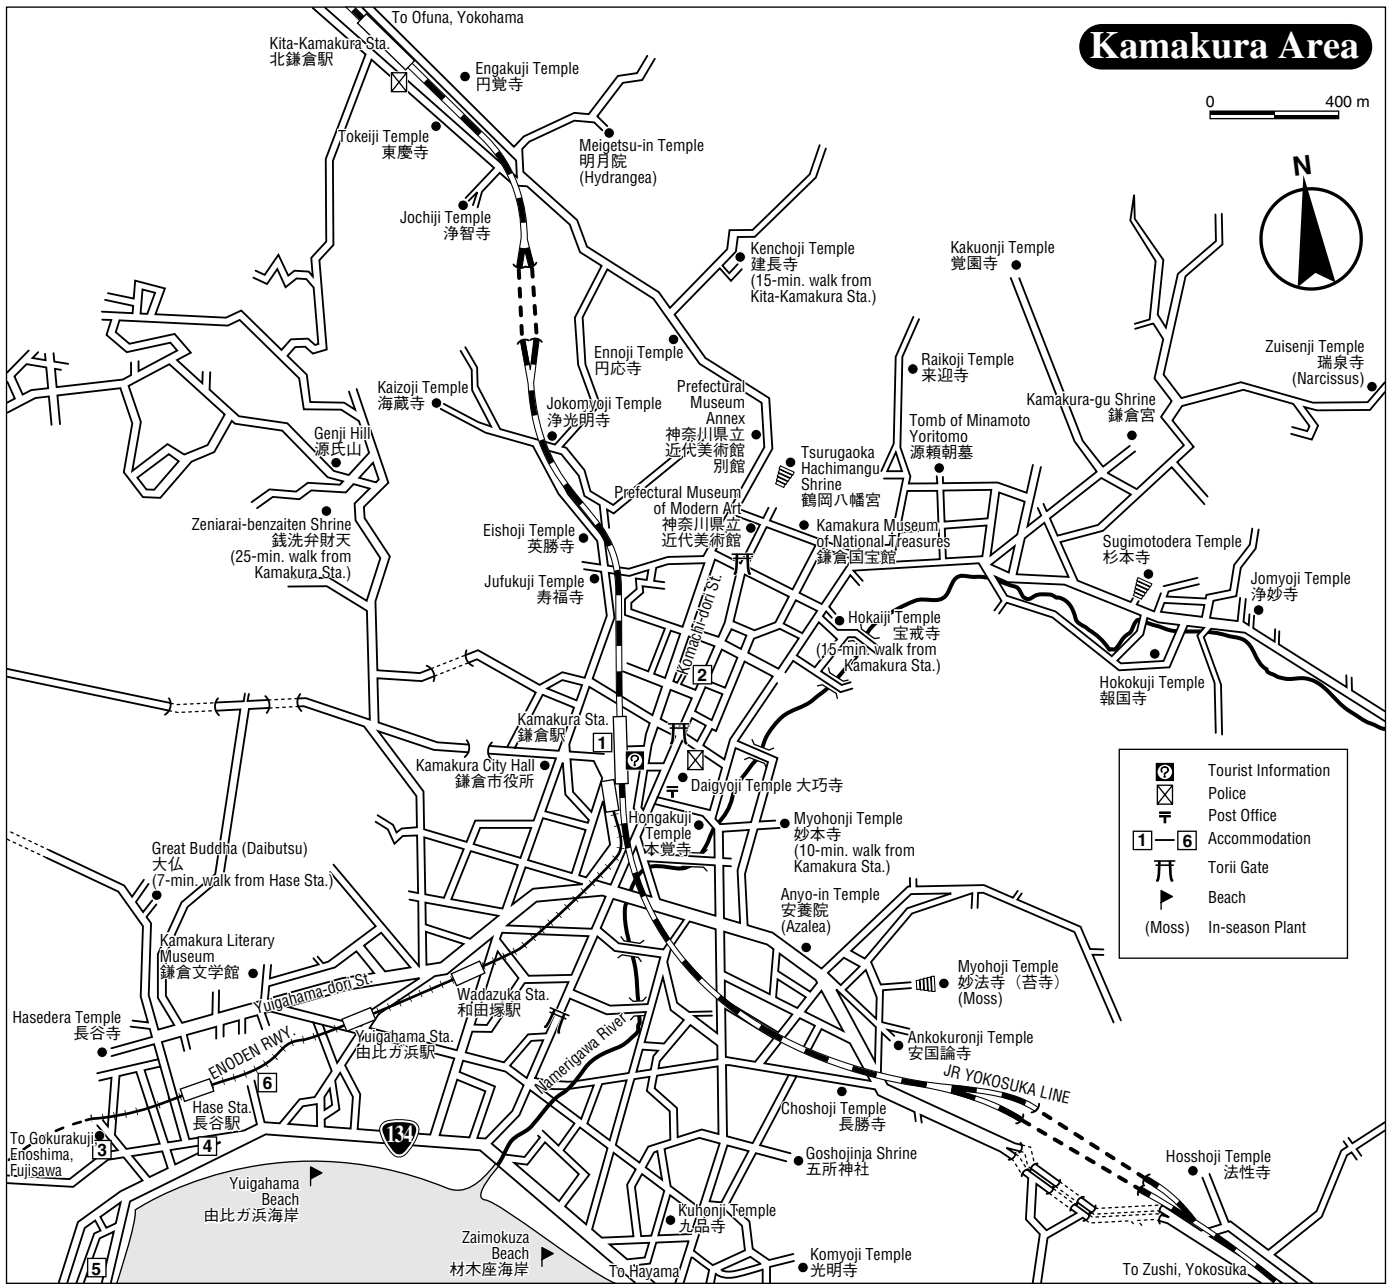 To Ofuna, Yokohama
Kamakura Area
Kita-Kamakura Sta.
北鎌倉駅
Engakuji Temple
円覚寺
0 400 m
Tokeiji Temple
東慶寺
Meigetsu-in Temple
明月院
(Hydrangea)
N
Jochiji Temple
浄智寺
Kenchoji Temple
建長寺
(15-min. walk from
Kita-Kamakura Sta.)
Kakuonji Temple
覚園寺
Ennoji Temple
円応寺
Raikoji Temple
来迎寺
Zuisenji Temple
瑞泉寺
(Narcissus)
Kaizoji Temple
海蔵寺
Jokomyoji Temple
浄光明寺
Prefectural
Museum
Annex
神奈川県立
近代美術館
別館
Kamakura-gu Shrine
鎌倉宮
Tomb of Minamoto
Yoritomo
源頼朝墓
Genji Hill
源氏山
Tsurugaoka
Hachimangu
Shrine
鶴岡八幡宮
Prefectural Museum
of Modern Art
神奈川県立
近代美術館
Zeniarai-benzaiten Shrine
銭洗弁財天
(25-min. walk from
Kamakura Sta.)
Eishoji Temple
英勝寺
Kamakura Museum
of National Treasures
鎌倉国宝館
Sugimotodera Temple
杉本寺
Jufukuji Temple
寿福寺
Jomyoji Temple
浄妙寺
Komachi-dori St.
Hokaiji Temple
宝戒寺
(15-min. walk from
Kamakura Sta.)
2
Hokokuji Temple
報国寺
Kamakura Sta.
鎌倉駅
1
?
Kamakura City Hall
鎌倉市役所
Daigyoji Temple 大巧寺
? Tourist Information
Police
〒 Post Office
1 — 6 Accommodation
Torii Gate
Beach
(Moss) In-season Plant
Hongakuji
Temple
本覚寺
Myohonji Temple
妙本寺
(10-min. walk from
Kamakura Sta.)
Great Buddha (Daibutsu)
大仏
(7-min. walk from Hase Sta.)
Anyo-in Temple
安養院
(Azalea)
Kamakura Literary
Museum
鎌倉文学館
Yuigahama-dori St.
Wadazuka Sta.
和田塚駅
Myohoji Temple
妙法寺（苔寺）
(Moss)
Hasedera Temple
長谷寺
Yuigahama Sta.
由比ガ浜駅
Namerigawa River
Ankokuronji Temple
安国論寺
ENODEN RWY.
6
JR YOKOSUKA LINE
Hase Sta.
長谷駅
Choshoji Temple
長勝寺
To Gokurakuji,
Enoshima,
Fujisawa
3
4
134
Goshojinja Shrine
五所神社
Hosshoji Temple
法性寺
Yuigahama
Beach
由比ガ浜海岸
Kuhonji Temple
九品寺
Zaimokuza
Beach
材木座海岸
Komyoji Temple
光明寺
5
To Hayama
To Zushi, Yokosuka